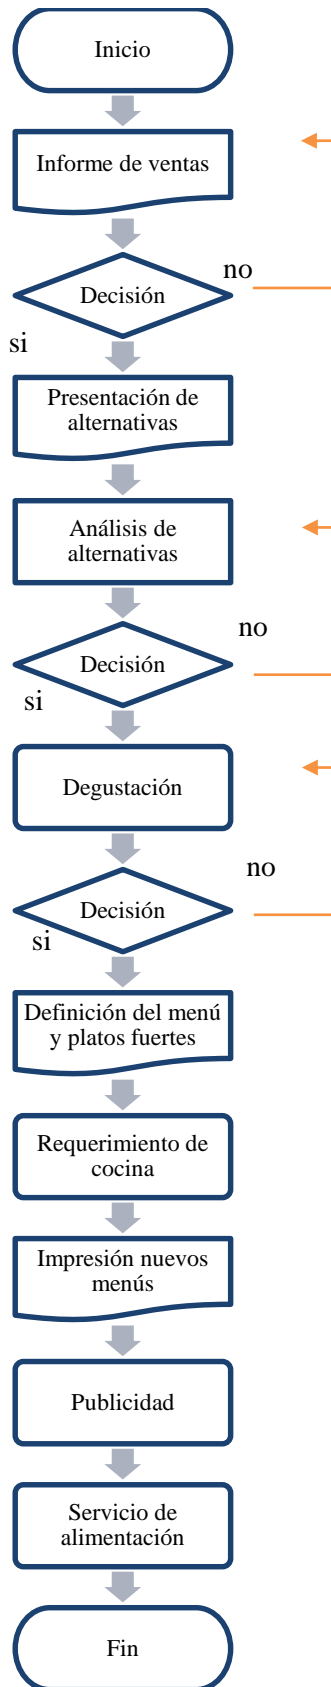 Inicio
Informe de ventas
no
Decisión
si
Presentación de
alternativas
Análisis de
alternativas
no
Decisión
si
Degustación
no
Decisión
si
Definición del menú
y platos fuertes
Requerimiento de
cocina
Impresión nuevos
menús
Publicidad
Servicio de
alimentación
Fin